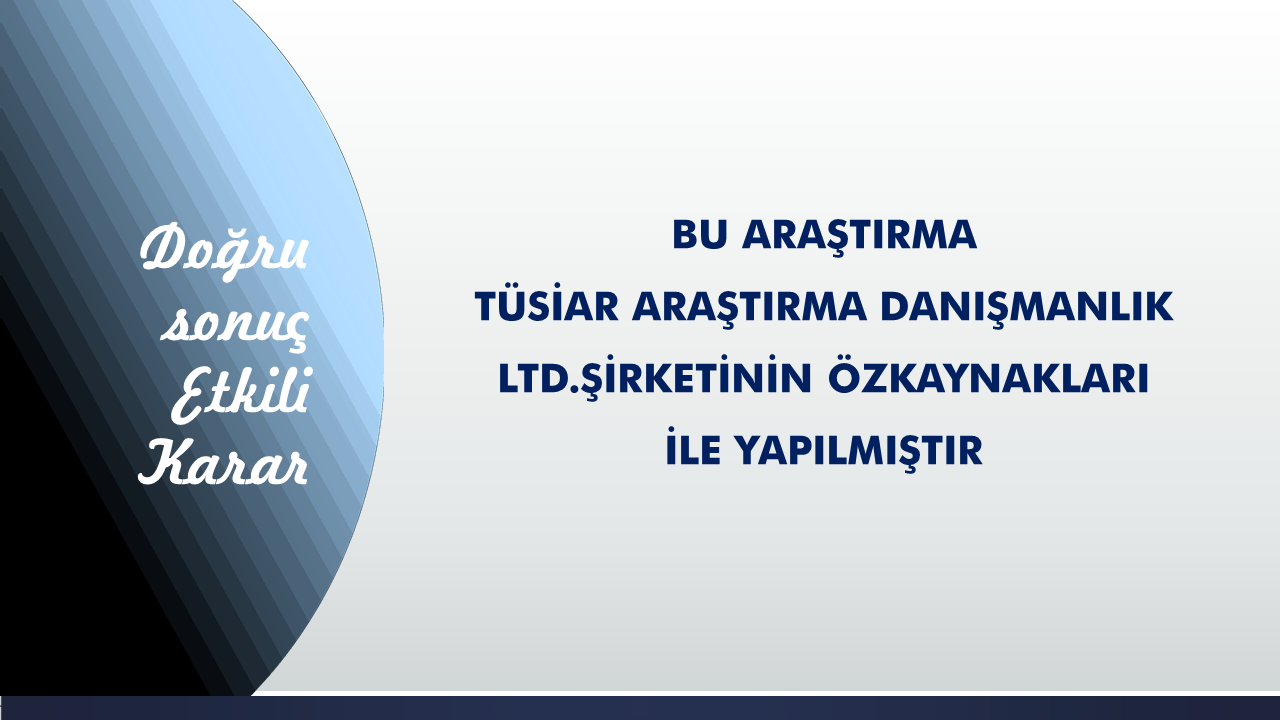 Doğru
sonuç
Etkili
Karar
BU ARAŞTIRMA
TÜSİAR ARAŞTIRMA DANIŞMANLIK
LTD.ŞİRKETİNİN ÖZKAYNAKLARI
İLE YAPILMIŞTIR